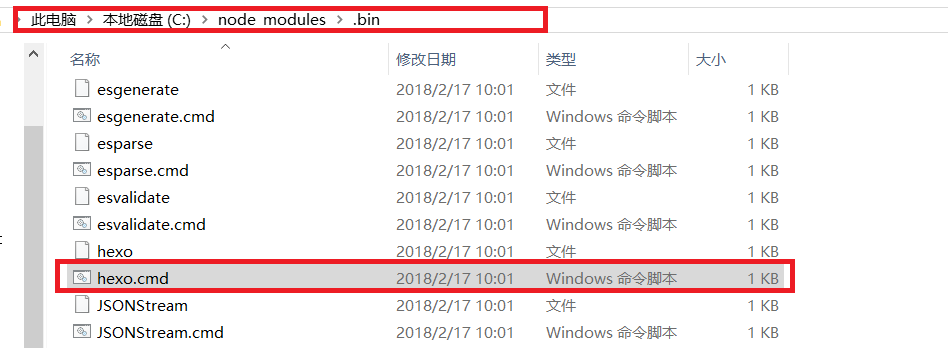 此电脑 > 本地磁盘 (C:) > node_modules > .bin
名称 修改日期 类型 大小
esgenerate 2018/2/17 10:01 文件 1 KB
esgenerate.cmd 2018/2/17 10:01 Windows 命令脚本 1 KB
esparse 2018/2/17 10:01 文件 1 KB
esparse.cmd 2018/2/17 10:01 Windows 命令脚本 1 KB
esvalidate 2018/2/17 10:01 文件 1 KB
esvalidate.cmd 2018/2/17 10:01 Windows 命令脚本 1 KB
hexo 2018/2/17 10:01 文件 1 KB
hexo.cmd 2018/2/17 10:01 Windows 命令脚本 1 KB
JSONStream 2018/2/17 10:01 文件 1 KB
JSONStream.cmd 2018/2/17 10:01 Windows 命令脚本 1 KB